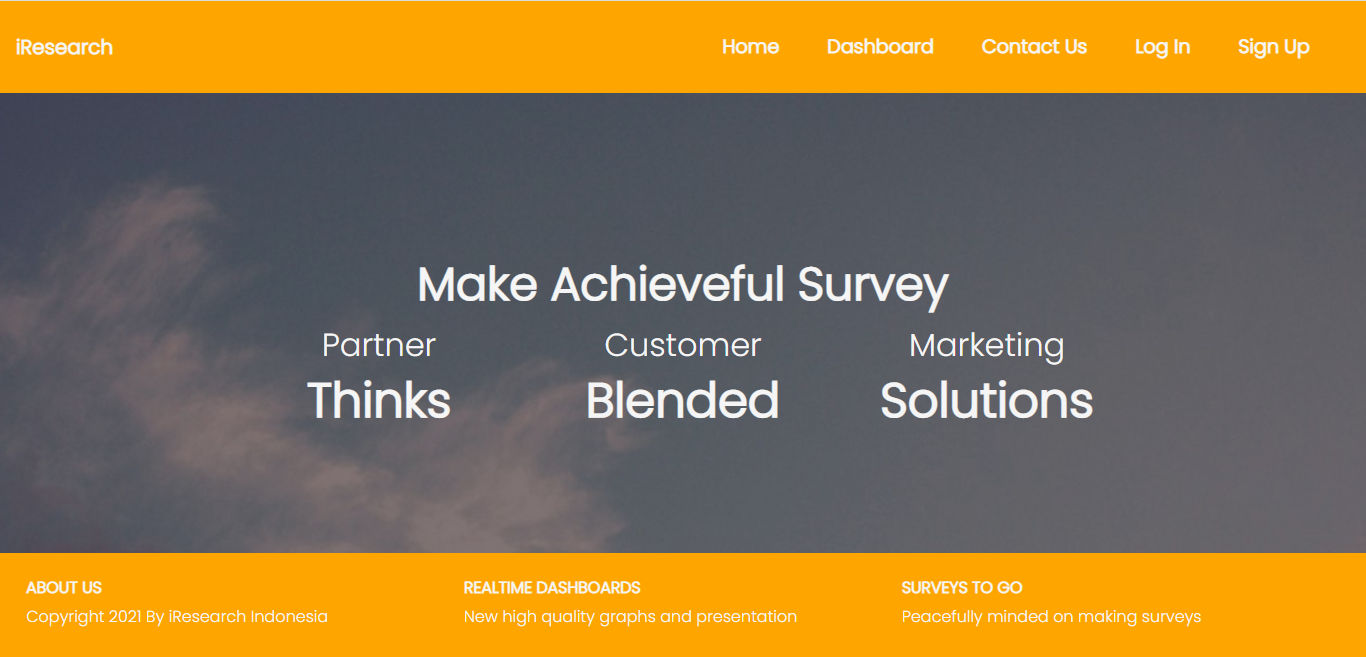 iResearch
Home Dashboard Contact Us Log In Sign Up
Make Achieveful Survey
Partner Customer Marketing
Thinks Blended Solutions
ABOUT US REALTIME DASHBOARDS SURVEYS TO GO
Copyright 2021 By iResearch Indonesia New high quality graphs and presentation Peacefully minded on making surveys